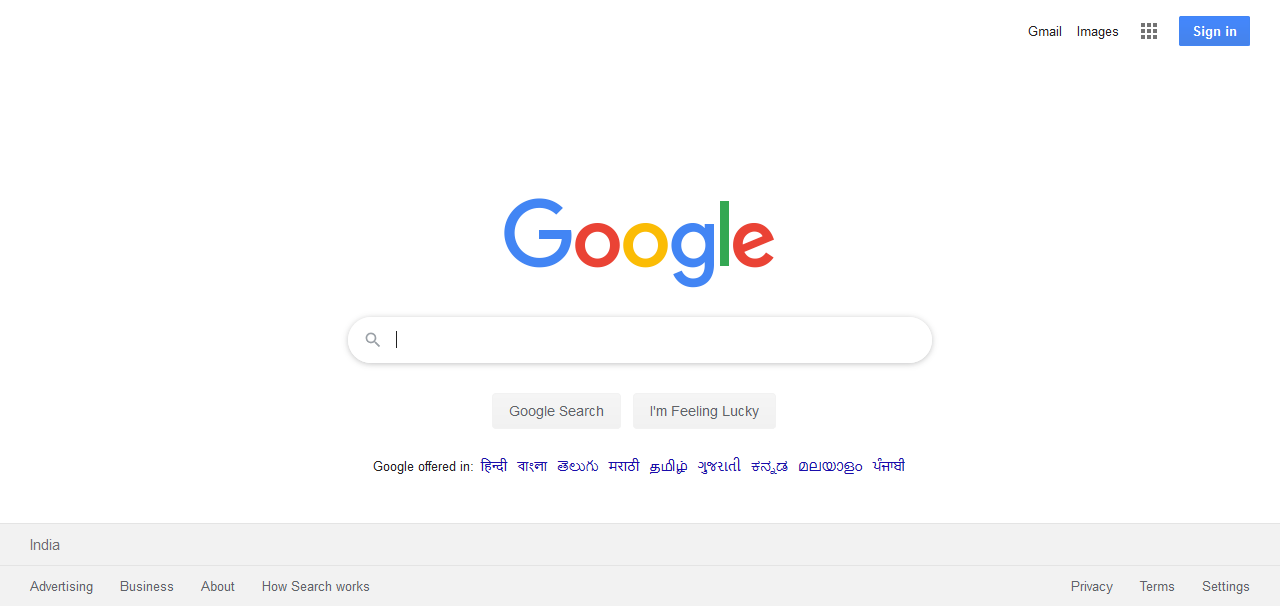 Gmail Images Sign in
Google
Google Search I'm Feeling Lucky
Google offered in: हिन्दी বাংলা తెలుగు मराठी தமிழ் ગુજરાતી ಕನ್ನಡ മലയാളം ਪੰਜਾਬੀ
India
Advertising Business About How Search works Privacy Terms Settings